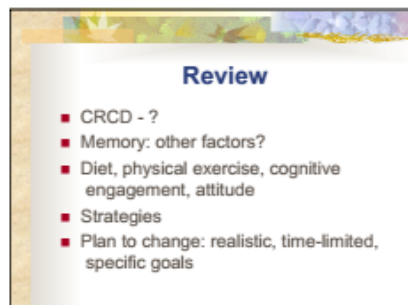 Review
CRCD - ?
Memory: other factors?
Diet, physical exercise, cognitive
engagement, attitude
Strategies
Plan to change: realistic, time-limited,
specific goals